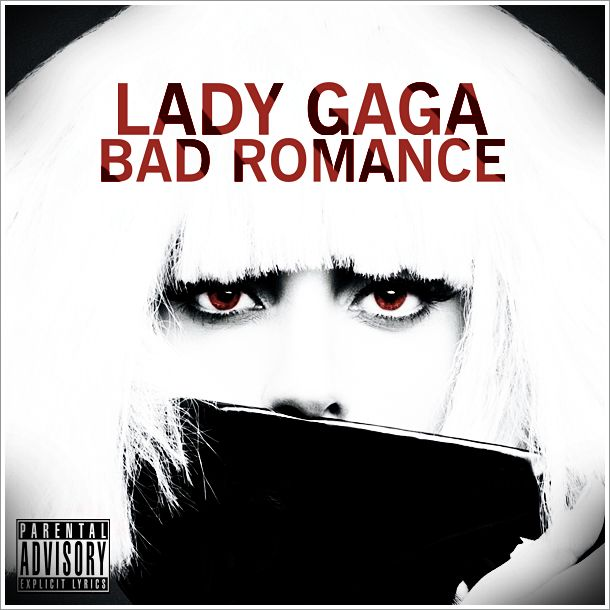 LADY GAGA
BAD ROMANCE
PARENTAL
ADVISORY
EXPLICIT LYRICS